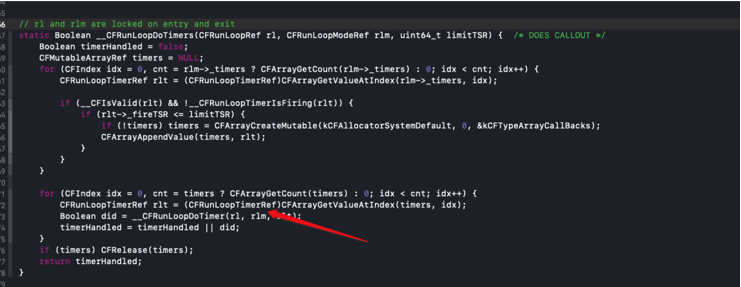 // rl and rlm are locked on entry and exit
static Boolean __CFRunLoopDoTimers(CFRunLoopRef rl, CFRunLoopModeRef rlm, uint64_t limitTSR) {  /* DOES CALLOUT */
    Boolean timerHandled = false;
    CFMutableArrayRef timers = NULL;
    for (CFIndex idx = 0, cnt = rlm->_timers ? CFArrayGetCount(rlm->_timers) : 0; idx < cnt; idx++) {
        CFRunLoopTimerRef rlt = (CFRunLoopTimerRef)CFArrayGetValueAtIndex(rlm->_timers, idx);
        if (__CFIsValid(rlt) && !__CFRunLoopTimerIsFiring(rlt)) {
            if (rlt->_fireTSR <= limitTSR) {
                if (!timers) timers = CFArrayCreateMutable(kCFAllocatorSystemDefault, 0, &kCFTypeArrayCallBacks);
                CFArrayAppendValue(timers, rlt);
            }
        }
    }
    for (CFIndex idx = 0, cnt = timers ? CFArrayGetCount(timers) : 0; idx < cnt; idx++) {
        CFRunLoopTimerRef rlt = (CFRunLoopTimerRef)CFArrayGetValueAtIndex(timers, idx);
        Boolean did = __CFRunLoopDoTimer(rl, rlm, rlt);
        timerHandled = timerHandled || did;
    }
    if (timers) CFRelease(timers);
    return timerHandled;
}